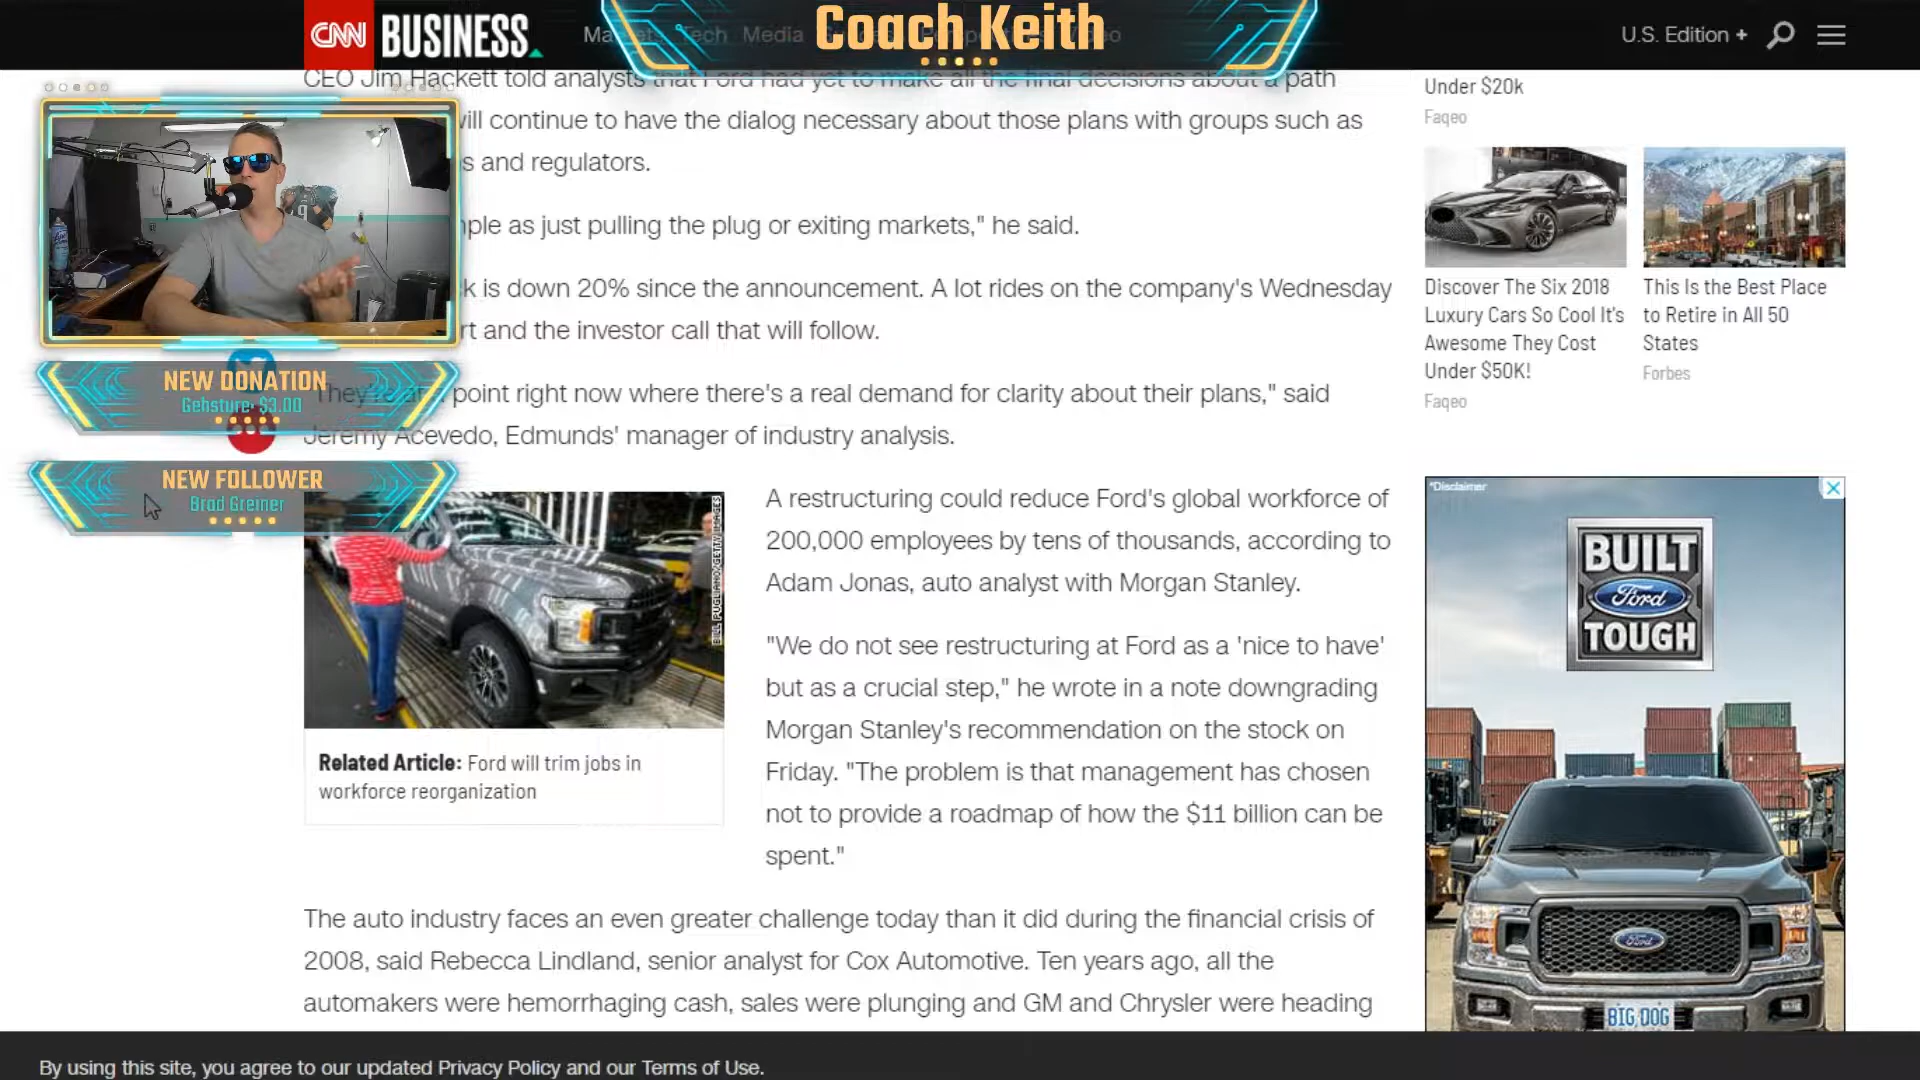 CNN BUSINESS
Markets Tech Media
Coach Keith
U.S. Edition +
CEO Jim Hackett told analysts that Ford had yet to make all the final decisions about a path
will continue to have the dialog necessary about those plans with groups such as
s and regulators.
mple as just pulling the plug or exiting markets," he said.
k is down 20% since the announcement. A lot rides on the company's Wednesday
rt and the investor call that will follow.
"They're at a point right now where there's a real demand for clarity about their plans," said
Jeremy Acevedo, Edmunds' manager of industry analysis.
NEW DONATION
Gehsture: $3.00
NEW FOLLOWER
Brad Greiner
BILL PUGLIANO/GETTY IMAGES
Related Article: Ford will trim jobs in
workforce reorganization
A restructuring could reduce Ford's global workforce of
200,000 employees by tens of thousands, according to
Adam Jonas, auto analyst with Morgan Stanley.
"We do not see restructuring at Ford as a 'nice to have'
but as a crucial step," he wrote in a note downgrading
Morgan Stanley's recommendation on the stock on
Friday. "The problem is that management has chosen
not to provide a roadmap of how the $11 billion can be
spent."
The auto industry faces an even greater challenge today than it did during the financial crisis of
2008, said Rebecca Lindland, senior analyst for Cox Automotive. Ten years ago, all the
automakers were hemorrhaging cash, sales were plunging and GM and Chrysler were heading
Under $20k
Faqeo
Discover The Six 2018
Luxury Cars So Cool It's
Awesome They Cost
Under $50K!
Faqeo
This Is the Best Place
to Retire in All 50
States
Forbes
*Disclaimer
BUILT
Ford
TOUGH
Ford
BIG DOG
By using this site, you agree to our updated Privacy Policy and our Terms of Use.